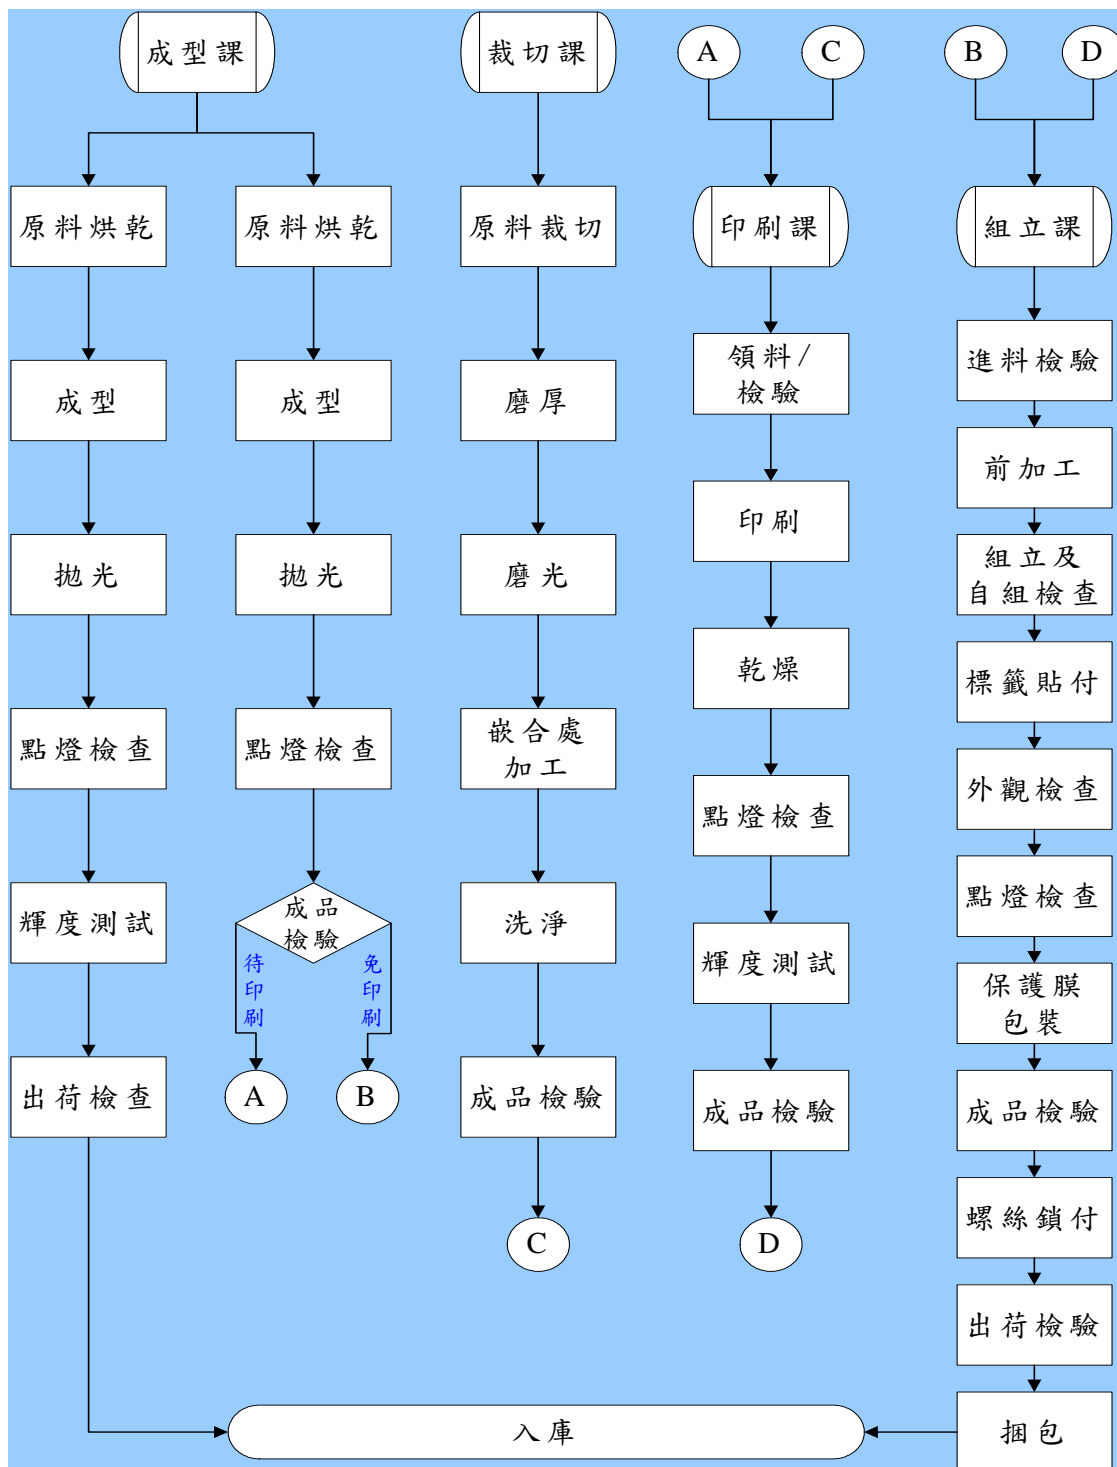 成型課
原料烘乾
成型
拋光
點燈檢查
輝度測試
出荷檢查
原料烘乾
成型
拋光
點燈檢查
成品
檢驗
待
印
刷
免
印
刷
A
B
裁切課
原料裁切
磨厚
磨光
嵌合處
加工
洗淨
成品檢驗
C
A
C
印刷課
領料/
檢驗
印刷
乾燥
點燈檢查
輝度測試
成品檢驗
D
B
D
組立課
進料檢驗
前加工
組立及
自組檢查
標籤貼付
外觀檢查
點燈檢查
保護膜
包裝
成品檢驗
螺絲鎖付
出荷檢驗
捆包
入庫